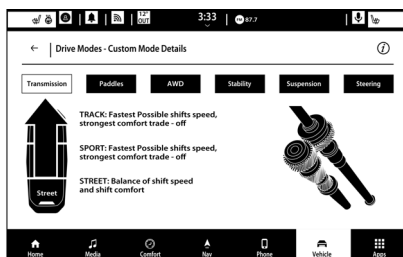 12°
OUT
3:33
FM 87.7
Drive Modes - Custom Mode Details
Transmission
Paddles
AWD
Stability
Suspension
Steering
TRACK: Fastest Possible shifts speed,
strongest comfort trade - off
SPORT: Fastest Possible shifts speed,
strongest comfort trade - off
STREET: Balance of shift speed
and shift comfort
Street
Home
Media
Comfort
Nav
Phone
Vehicle
Apps